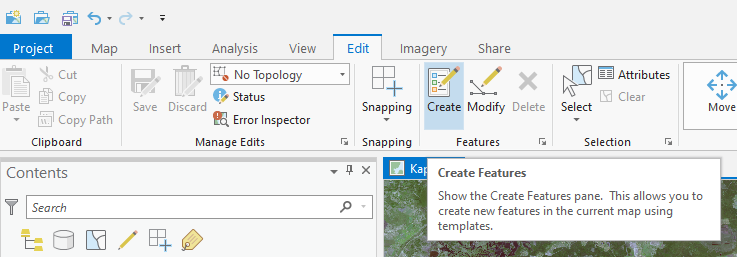 Project Map Insert Analysis View Edit Imagery Share
Paste
Cut
Copy
Copy Path
Clipboard
Save
Discard
No Topology
Status
Error Inspector
Manage Edits
Snapping
Snapping
Create
Modify
Delete
Features
Select
Attributes
Clear
Selection
Move
Contents
Search
Kap
Create Features
Show the Create Features pane. This allows you to
create new features in the current map using
templates.